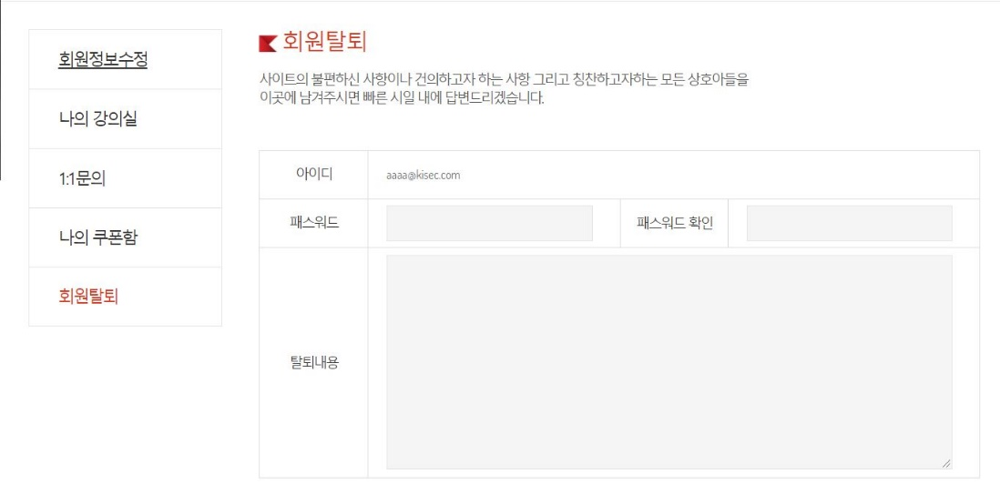 회원정보수정
나의 강의실
1:1문의
나의 쿠폰함
회원탈퇴
회원탈퇴
사이트의 불편하신 사항이나 건의하고자 하는 사항 그리고 칭찬하고자하는 모든 상호아들을
이곳에 남겨주시면 빠른 시일 내에 답변드리겠습니다.
아이디
aaaa@kisec.com
패스워드
패스워드 확인
탈퇴내용